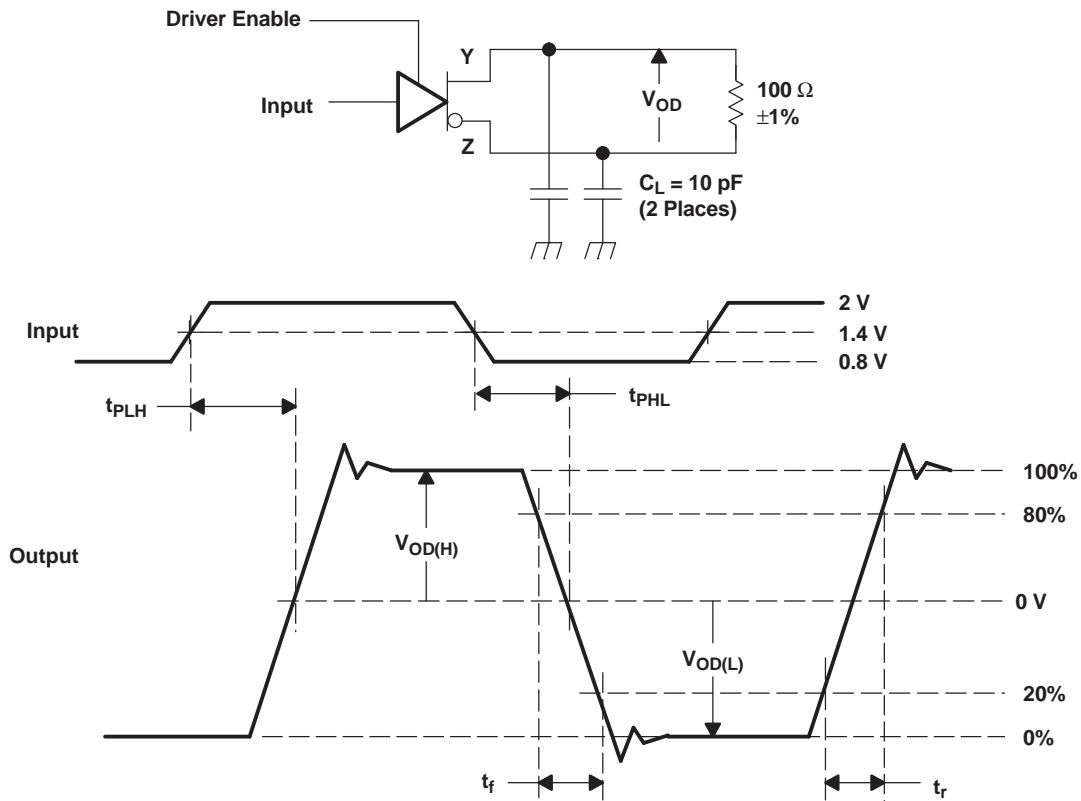 Driver Enable
Y
Input
Z
V_OD
100 Ω
±1%
C_L = 10 pF
(2 Places)
Input
2 V
1.4 V
0.8 V
t_PLH
t_PHL
100%
80%
Output
V_OD(H)
0 V
V_OD(L)
20%
0%
t_f
t_r